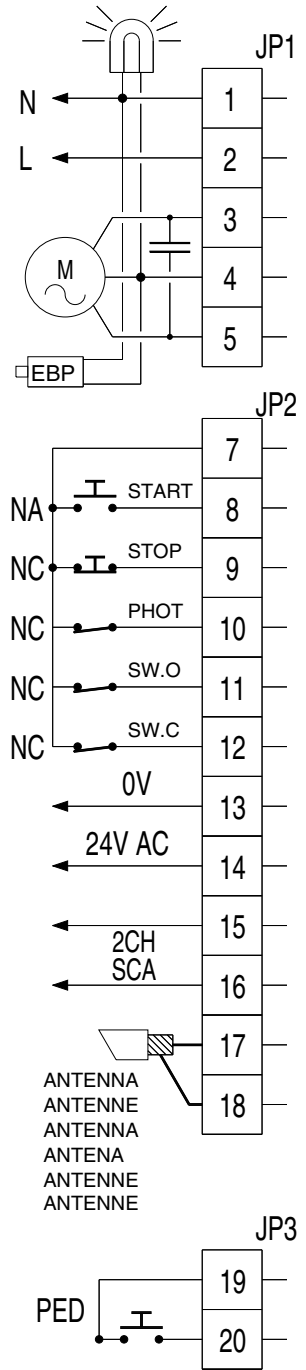 JP1
N 1
L 2
3
M 4
5
EBP
JP2
7
NA START 8
NC STOP 9
NC PHOT 10
NC SW.O 11
NC SW.C 12
0V 13
24V AC 14
15
2CH
SCA 16
17
18
ANTENNA
ANTENNE
ANTENNA
ANTENA
ANTENNE
ANTENNE
JP3
19
PED 20